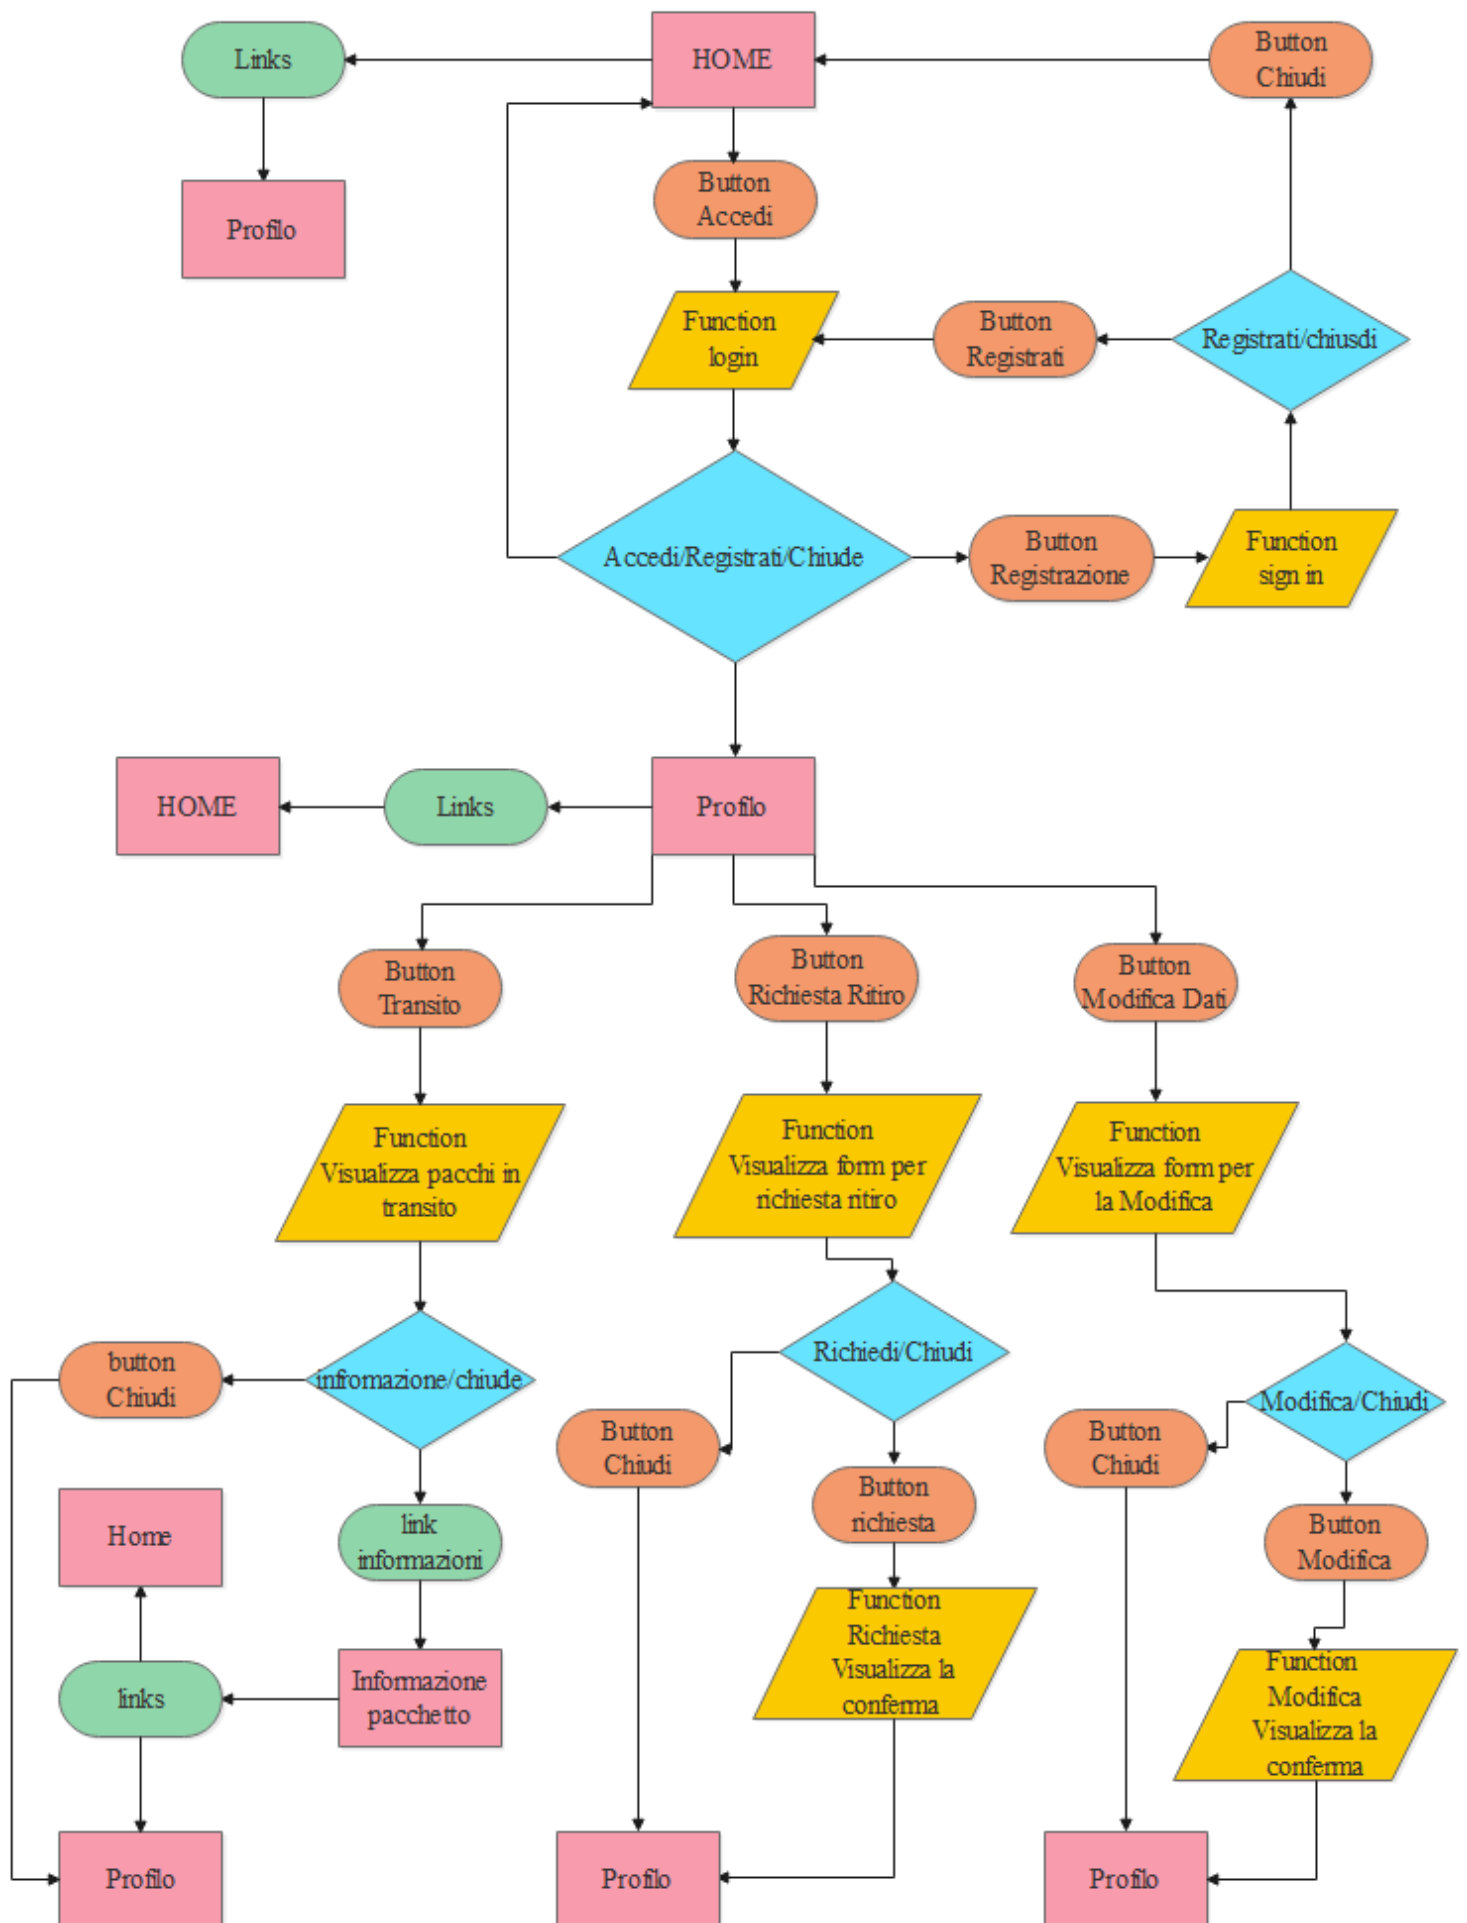 Links
HOME
Button
Chiudi
Profilo
Button
Accedi
Function
login
Button
Registrati
Registrati/chiusdi
Accedi/Registrati/Chiude
Button
Registrazione
Function
sign in
HOME
Links
Profilo
Button
Transito
Button
Richiesta Ritiro
Button
Modifica Dati
Function
Visualizza pacchi in
transito
Function
Visualizza form per
richiesta ritiro
Function
Visualizza form per
la Modifica
button
Chiudi
infromazione/chiude
Richiedi/Chiudi
Modifica/Chiudi
Button
Chiudi
Button
Chiudi
Button
richiesta
Home
link
informazioni
Button
Modifica
links
Informazione
pacchetto
Function
Richiesta
Visualizza la
conferma
Function
Modifica
Visualizza la
conferma
Profilo
Profilo
Profilo